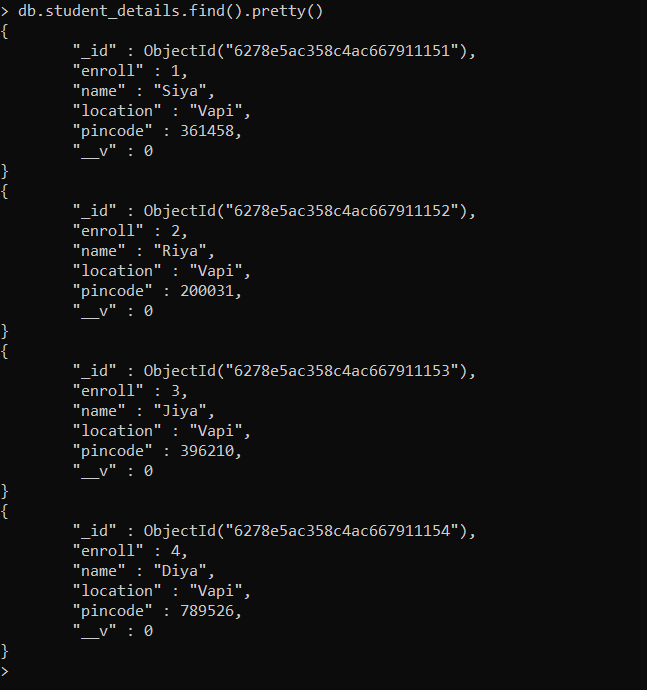 > db.student_details.find().pretty()
{
"_id" : ObjectId("6278e5ac358c4ac667911151"),
"enroll" : 1,
"name" : "Siya",
"location" : "Vapi",
"pincode" : 361458,
"__v" : 0
}
{
"_id" : ObjectId("6278e5ac358c4ac667911152"),
"enroll" : 2,
"name" : "Riya",
"location" : "Vapi",
"pincode" : 200031,
"__v" : 0
}
{
"_id" : ObjectId("6278e5ac358c4ac667911153"),
"enroll" : 3,
"name" : "Jiya",
"location" : "Vapi",
"pincode" : 396210,
"__v" : 0
}
{
"_id" : ObjectId("6278e5ac358c4ac667911154"),
"enroll" : 4,
"name" : "Diya",
"location" : "Vapi",
"pincode" : 789526,
"__v" : 0
}
>